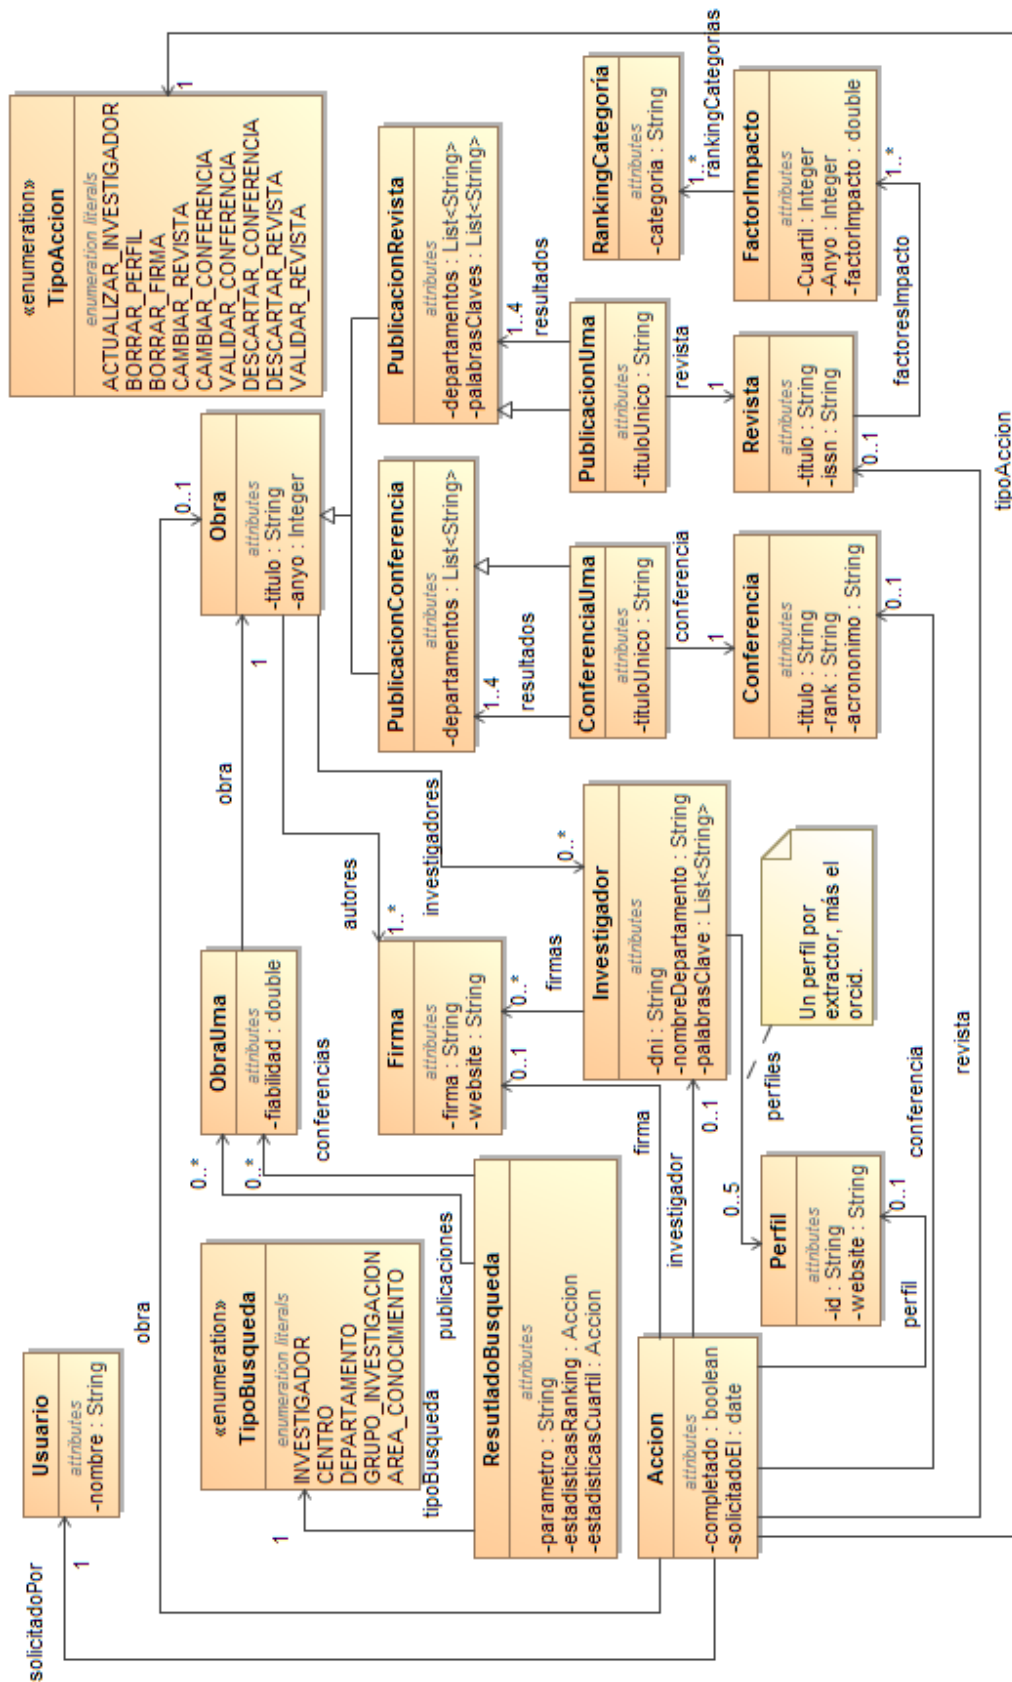 solicitadoPor
1
Usuario
attributes
-nombre : String
obra
«enumeration»
TipoAccion
enumeration literals
ACTUALIZAR_INVESTIGADOR
BORRAR_PERFIL
BORRAR_FIRMA
CAMBIAR_REVISTA
CAMBIAR_CONFERENCIA
VALIDAR_CONFERENCIA
DESCARTAR_CONFERENCIA
DESCARTAR_REVISTA
VALIDAR_REVISTA
1
«enumeration»
TipoBusqueda
enumeration literals
INVESTIGADOR
CENTRO
DEPARTAMENTO
GRUPO_INVESTIGACION
AREA_CONOCIMIENTO
1
tipoBusqueda
0..*
0..*
publicaciones
conferencias
ObraUma
attributes
-fiabilidad : double
obra
1
0..1
Obra
attributes
-titulo : String
-anyo : Integer
autores
1..*
investigadores
0..*
Firma
attributes
-firma : String
-website : String
0..1
0..*
firmas
firma
PublicacionConferencia
attributes
-departamentos : List<String>
1..4
resultados
PublicacionRevista
attributes
-departamentos : List<String>
-palabrasClaves : List<String>
1..4
resultados
ResutladoBusqueda
attributes
-parametro : String
-estadisticasRanking : Accion
-estadisticasCuartil : Accion
Investigador
attributes
-dni : String
-nombreDepartamento : String
-palabrasClave : List<String>
investigador
0..1
ConferenciaUma
attributes
-tituloUnico : String
conferencia
1
PublicacionUma
attributes
-tituloUnico : String
revista
1
RankingCategoría
attributes
-categoria : String
1..*
rankingCategorias
Accion
attributes
-completado : boolean
-solicitadoEl : date
0..5
perfiles
Perfil
attributes
-id : String
-website : String
0..1
perfil
Un perfil por
extractor, más el
orcid.
Conferencia
attributes
-titulo : String
-rank : String
-acrononimo : String
0..1
conferencia
Revista
attributes
-titulo : String
-issn : String
0..1
revista
FactorImpacto
attributes
-Cuartil : Integer
-Anyo : Integer
-factorImpacto : double
1..*
factoresImpacto
tipoAccion